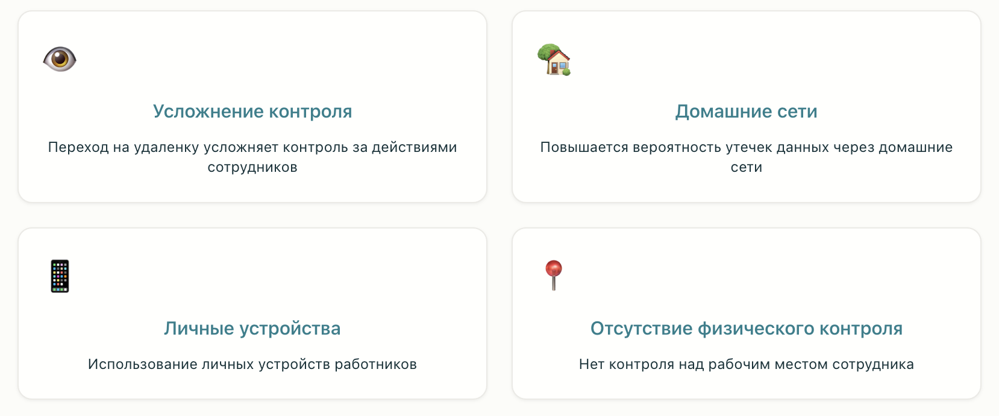 Усложнение контроля
Переход на удаленку усложняет контроль за действиями
сотрудников
Домашние сети
Повышается вероятность утечек данных через домашние
сети
Личные устройства
Использование личных устройств работников
Отсутствие физического контроля
Нет контроля над рабочим местом сотрудника